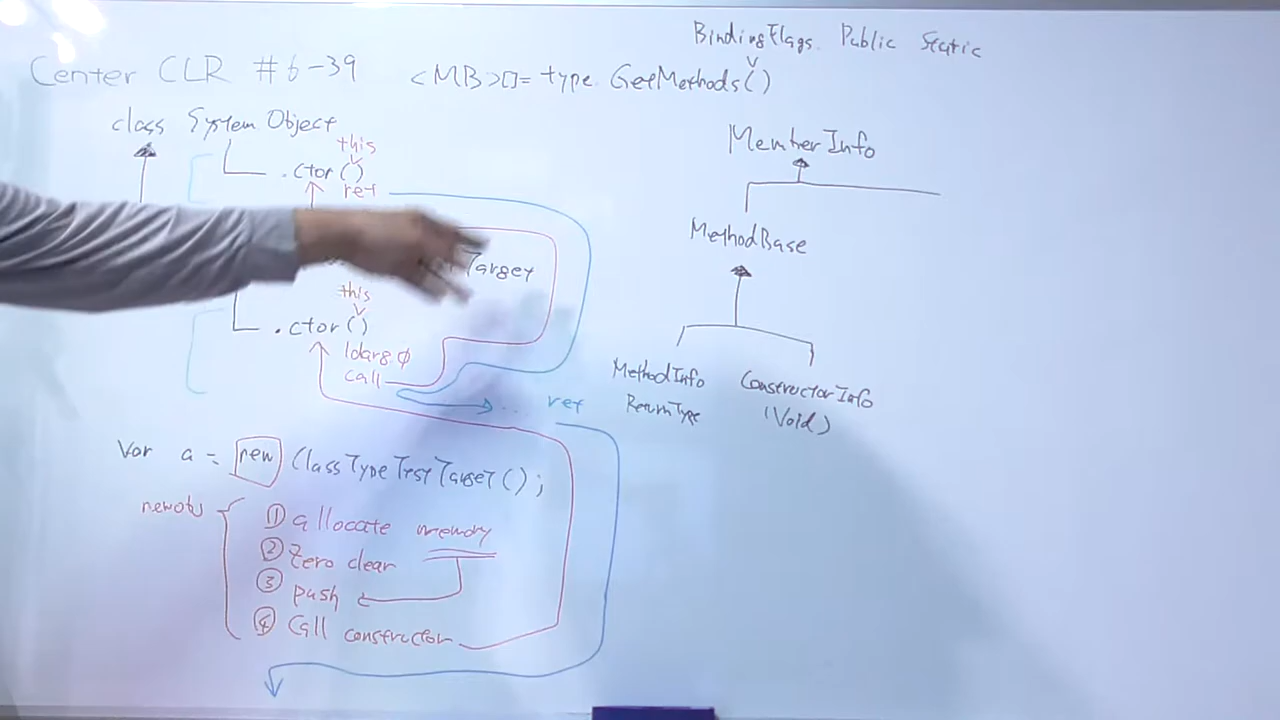 BindingFlags. Public Static
Center CLR #6-39
<MB>[]= type. GetMethods()
class System.Object
this
.ctor()
ret
MemberInfo
MethodBase
Target
this
.ctor()
ldarg.0
call
... ret
MethodInfo
ReturnType
ConstructorInfo
(Void)
Var a = new ClassTypeTestTarget();
newobj
① allocate memory
② Zero clear
③ push
④ Call constructor